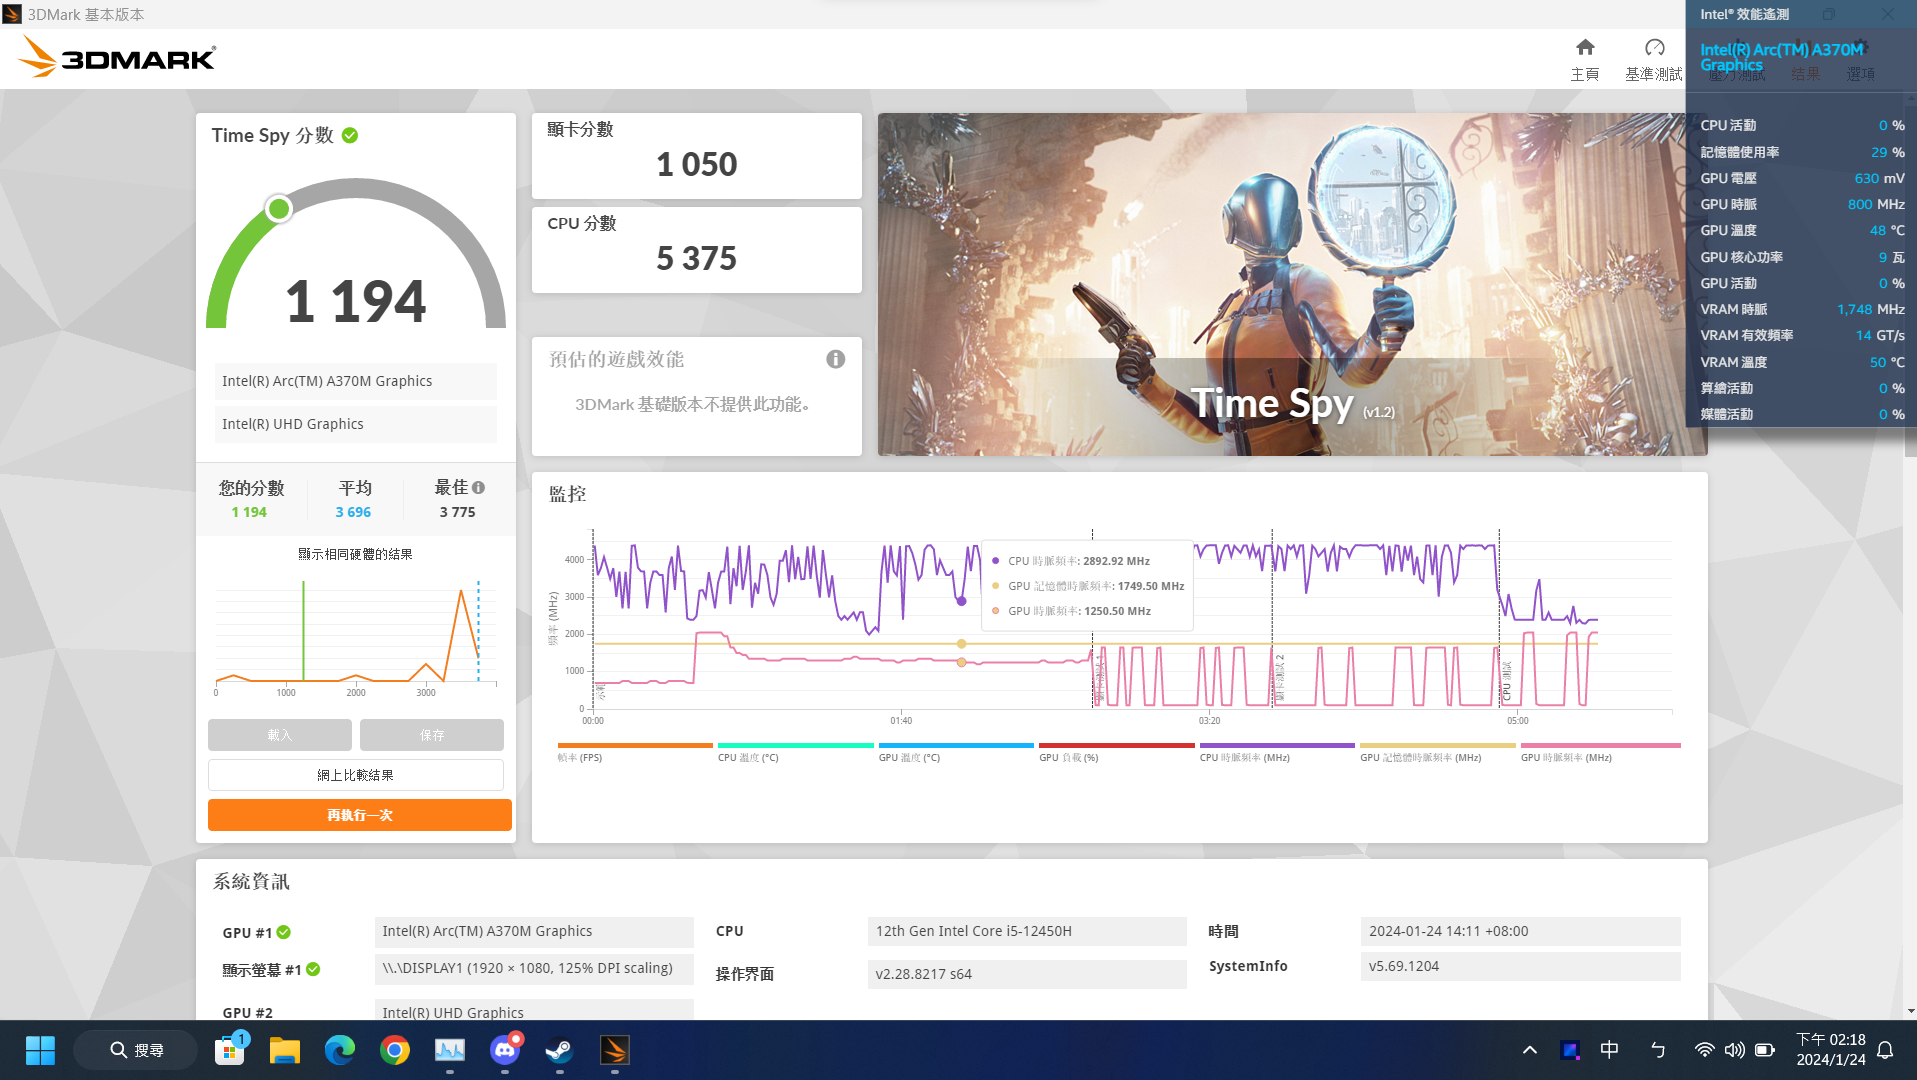 3DMark 基本版本
3DMARK
主頁
基準測試
壓力測試
結果
選項
Intel® 效能遙測
Intel(R) Arc(TM) A370M Graphics
CPU 活動 0 %
記憶體使用率 29 %
GPU 電壓 630 mV
GPU 時脈 800 MHz
GPU 溫度 48 °C
GPU 核心功率 9 瓦
GPU 活動 0 %
VRAM 時脈 1,748 MHz
VRAM 有效頻率 14 GT/s
VRAM 溫度 50 °C
算繪活動 0 %
媒體活動 0 %
Time Spy 分數
1 194
Intel(R) Arc(TM) A370M Graphics
Intel(R) UHD Graphics
您的分數 平均 最佳
1 194 3 696 3 775
顯示相同硬體的結果
0 1000 2000 3000
載入 保存
網上比較結果
再執行一次
顯卡分數
1 050
CPU 分數
5 375
預估的遊戲效能
3DMark 基礎版本不提供此功能。
Time Spy (v1.2)
監控
頻率 (MHz)
4000
3000
2000
1000
0
00:00 01:40 03:20 05:00
示範
顯卡測試 1
顯卡測試 2
CPU 測試
CPU 時脈頻率: 2892.92 MHz
GPU 記憶體時脈頻率: 1749.50 MHz
GPU 時脈頻率: 1250.50 MHz
幀率 (FPS) CPU 溫度 (°C) GPU 溫度 (°C) GPU 負載 (%) CPU 時脈頻率 (MHz) GPU 記憶體時脈頻率 (MHz) GPU 時脈頻率 (MHz)
系統資訊
GPU #1 Intel(R) Arc(TM) A370M Graphics
顯示螢幕 #1 \\.\DISPLAY1 (1920 × 1080, 125% DPI scaling)
GPU #2 Intel(R) UHD Graphics
CPU 12th Gen Intel Core i5-12450H
操作界面 v2.28.8217 s64
時間 2024-01-24 14:11 +08:00
SystemInfo v5.69.1204
搜尋
1
中
ㄅ
下午 02:18
2024/1/24